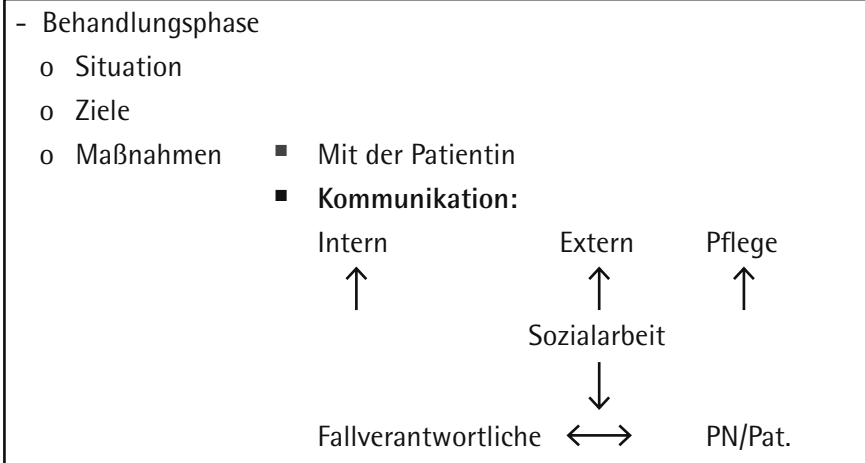 - Behandlungsphase
o Situation
o Ziele
o Maßnahmen ■ Mit der Patientin
■ Kommunikation:
Intern Extern Pflege
↑ ↑ ↑
Sozialarbeit
↓
Fallverantwortliche ↔ PN/Pat.